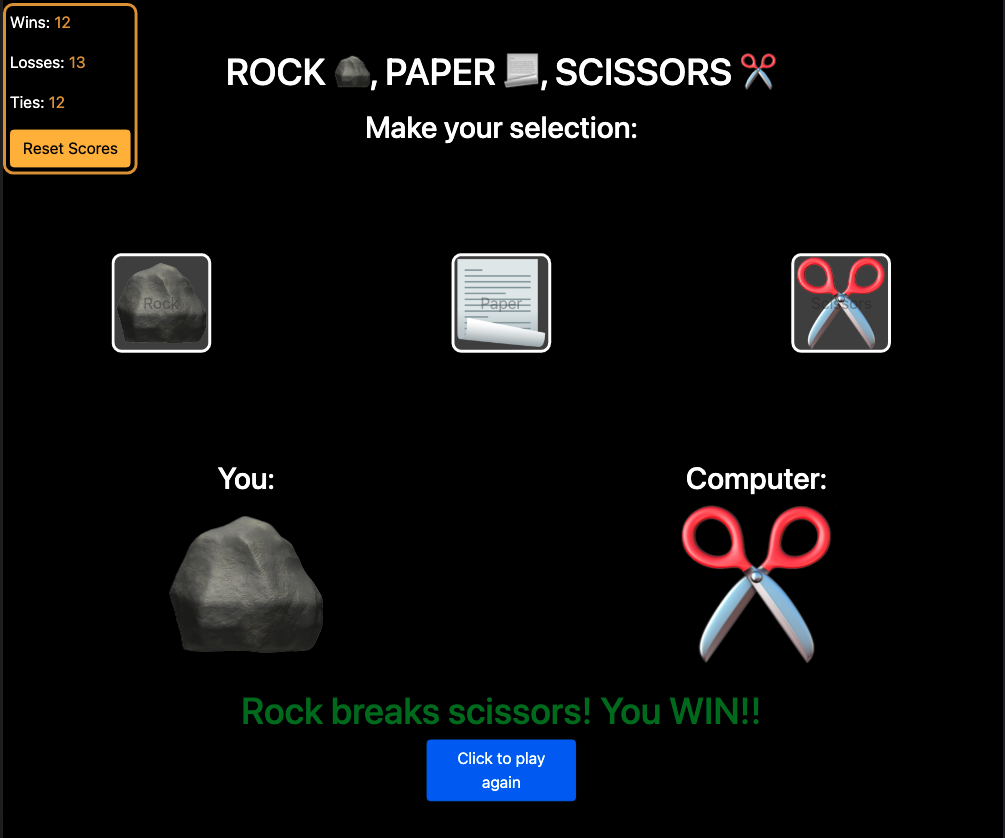 Wins: 12
Losses: 13
Ties: 12
Reset Scores
ROCK 🪨, PAPER 📜, SCISSORS ✂️
Make your selection:
Rock
Paper
Scissors
You:
Computer:
Rock breaks scissors! You WIN!!
Click to play
again